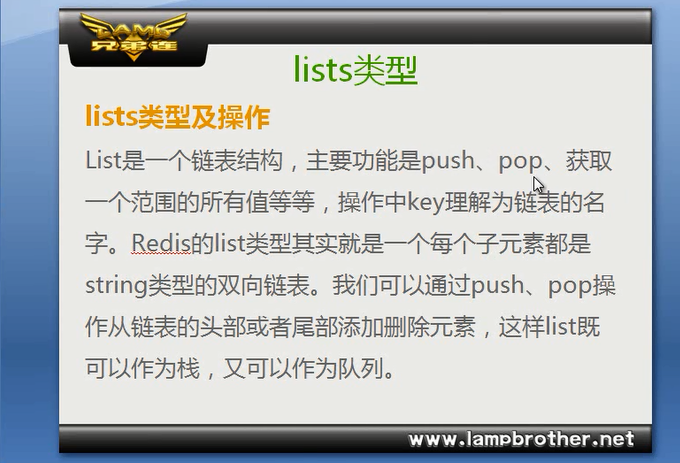 LAMP
兄弟连
lists类型
lists类型及操作
List是一个链表结构，主要功能是push、pop、获取
一个范围的所有值等等，操作中key理解为链表的名
字。Redis的list类型其实就是一个每个子元素都是
string类型的双向链表。我们可以通过push、pop操
作从链表的头部或者尾部添加删除元素，这样list既
可以作为栈，又可以作为队列。
www.lampbrother.net